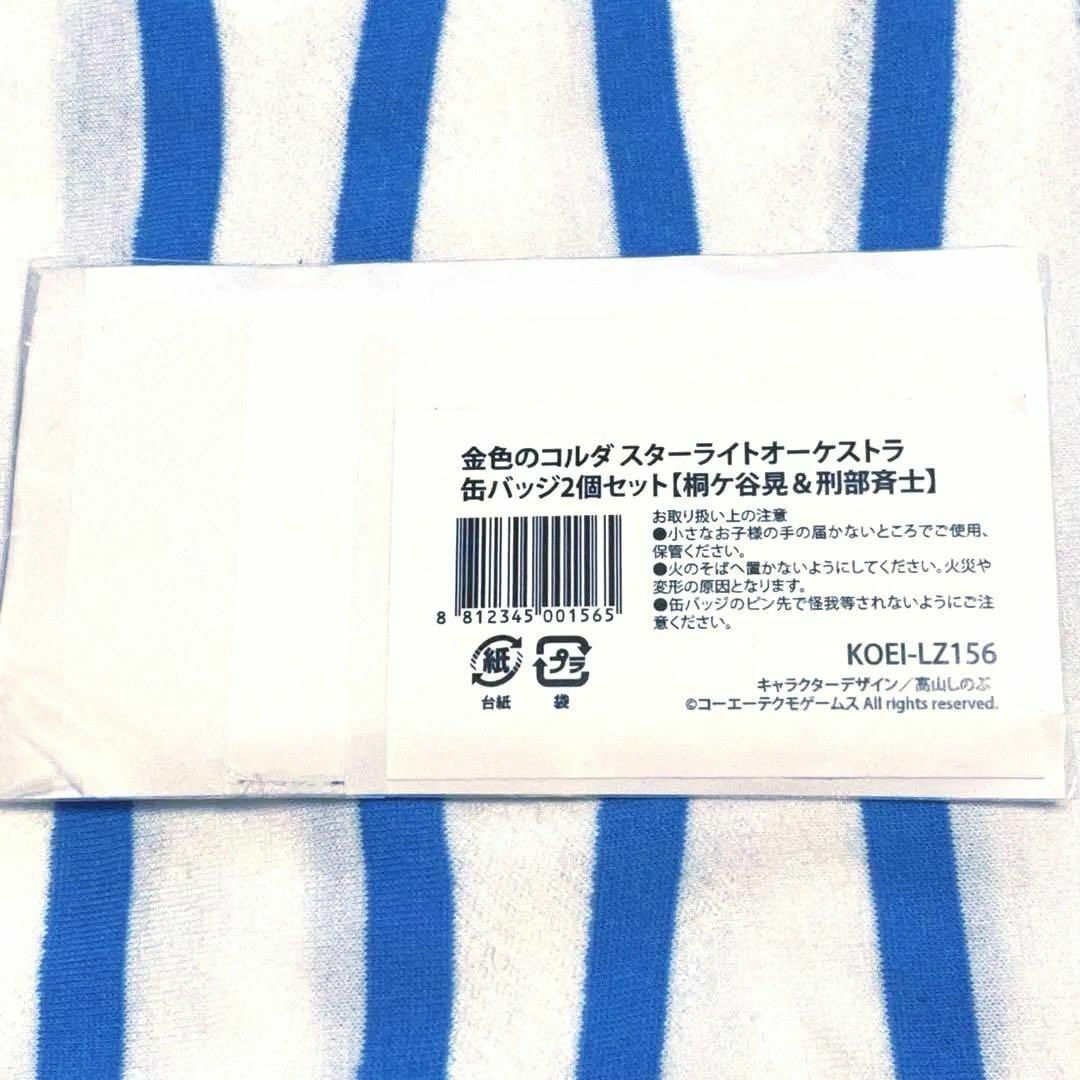 金色のコルダ スターライトオーケストラ
缶バッジ2個セット【桐ケ谷晃＆刑部斉士】
お取り扱い上の注意
●小さなお子様の手の届かないところでご使用、
保管ください。
●火のそばへ置かないようにしてください。火災や
変形の原因となります。
●缶バッジのピン先で怪我等されないようにご注
意ください。
8 812345 001565
紙 プラ
台紙 袋
KOEI-LZ156
キャラクターデザイン／高山しのぶ
©コーエーテクモゲームス All rights reserved.